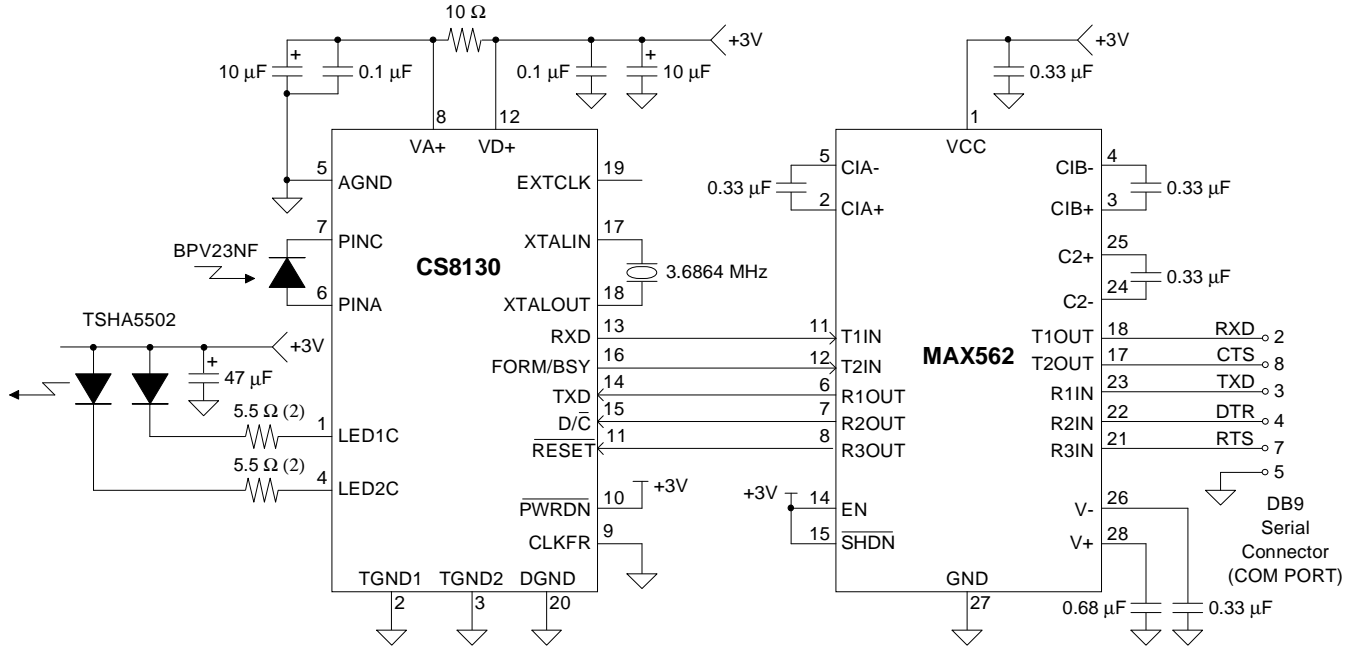 10 Ω
+3V
+
10 μF
0.1 μF
0.1 μF
+
10 μF
8
12
VA+
VD+
5
AGND
EXTCLK
19
7
PINC
BPV23NF
XTALIN
17
CS8130
3.6864 MHz
6
PINA
XTALOUT
18
TSHA5502
+3V
+
47 μF
RXD
13
FORM/BSY
16
TXD
14
D/C̅
15
RESET
11
5.5 Ω (2)
1
LED1C
5.5 Ω (2)
4
LED2C
+3V
PWRDN
10
CLKFR
9
TGND1
TGND2
DGND
2
3
20
+3V
0.33 μF
1
VCC
5
CIA-
0.33 μF
2
CIA+
4
CIB-
0.33 μF
3
CIB+
25
C2+
0.33 μF
24
C2-
MAX562
11
T1IN
12
T2IN
6
R1OUT
7
R2OUT
8
R3OUT
T1OUT
18
RXD
2
T2OUT
17
CTS
8
R1IN
23
TXD
3
R2IN
22
DTR
4
R3IN
21
RTS
7
5
DB9
Serial
Connector
(COM PORT)
+3V
14
EN
15
SHDN
V-
26
V+
28
GND
27
0.68 μF
0.33 μF